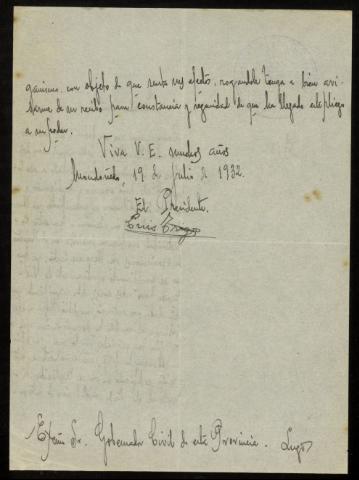 ganismo, con objeto de que surta sus efectos, rogandole tenga a bien avi-
sarme de su recibo para constancia y seguridad de que ha llegado este pliego
a su poder.
Viva V. E. muchos años
Mondoñedo, 19 de Julio de 1932.
El Presidente.
Luis
Exmo Sr. Gobernador Civil de esta Provincia. Lugo